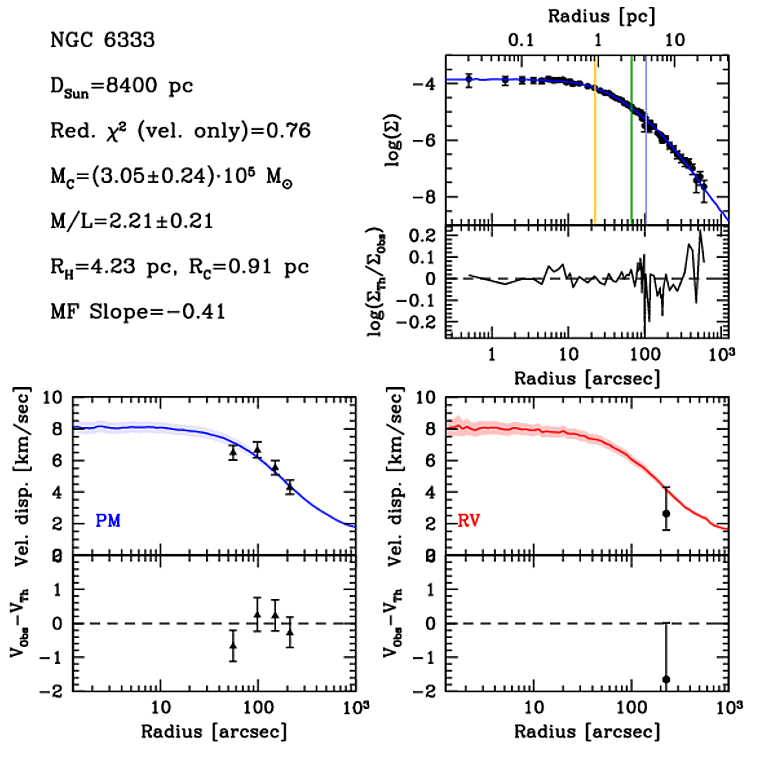 NGC 6333
D_Sun=8400 pc
Red. χ² (vel. only)=0.76
M_C=(3.05±0.24)·10⁵ M_⊙
M/L=2.21±0.21
R_H=4.23 pc, R_C=0.91 pc
MF Slope=−0.41
Radius [pc]
0.1 1 10
log(Σ)
−4
−6
−8
log(Σ_Th/Σ_Obs)
0.2
0.1
0
−0.1
−0.2
1 10 100 10³
Radius [arcsec]
Vel. disp. [km/sec]
10
8
6
4
2
0
PM
V_Obs−V_Th
2
1
0
−1
−2
10 100 10³
Radius [arcsec]
Vel. disp. [km/sec]
10
8
6
4
2
0
RV
V_Obs−V_Th
2
1
0
−1
−2
10 100 10³
Radius [arcsec]